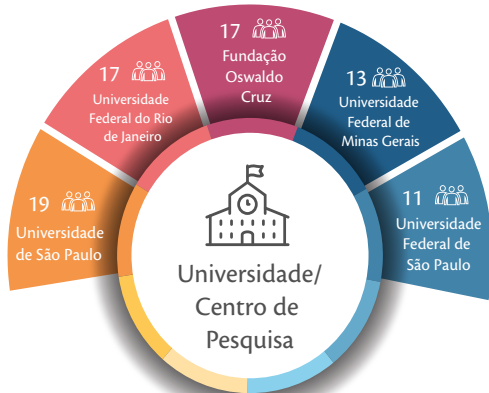 19
Universidade
de São Paulo
17
Universidade
Federal do Rio
de Janeiro
17
Fundação
Oswaldo
Cruz
13
Universidade
Federal de
Minas Gerais
11
Universidade
Federal de
São Paulo
Universidade/
Centro de
Pesquisa